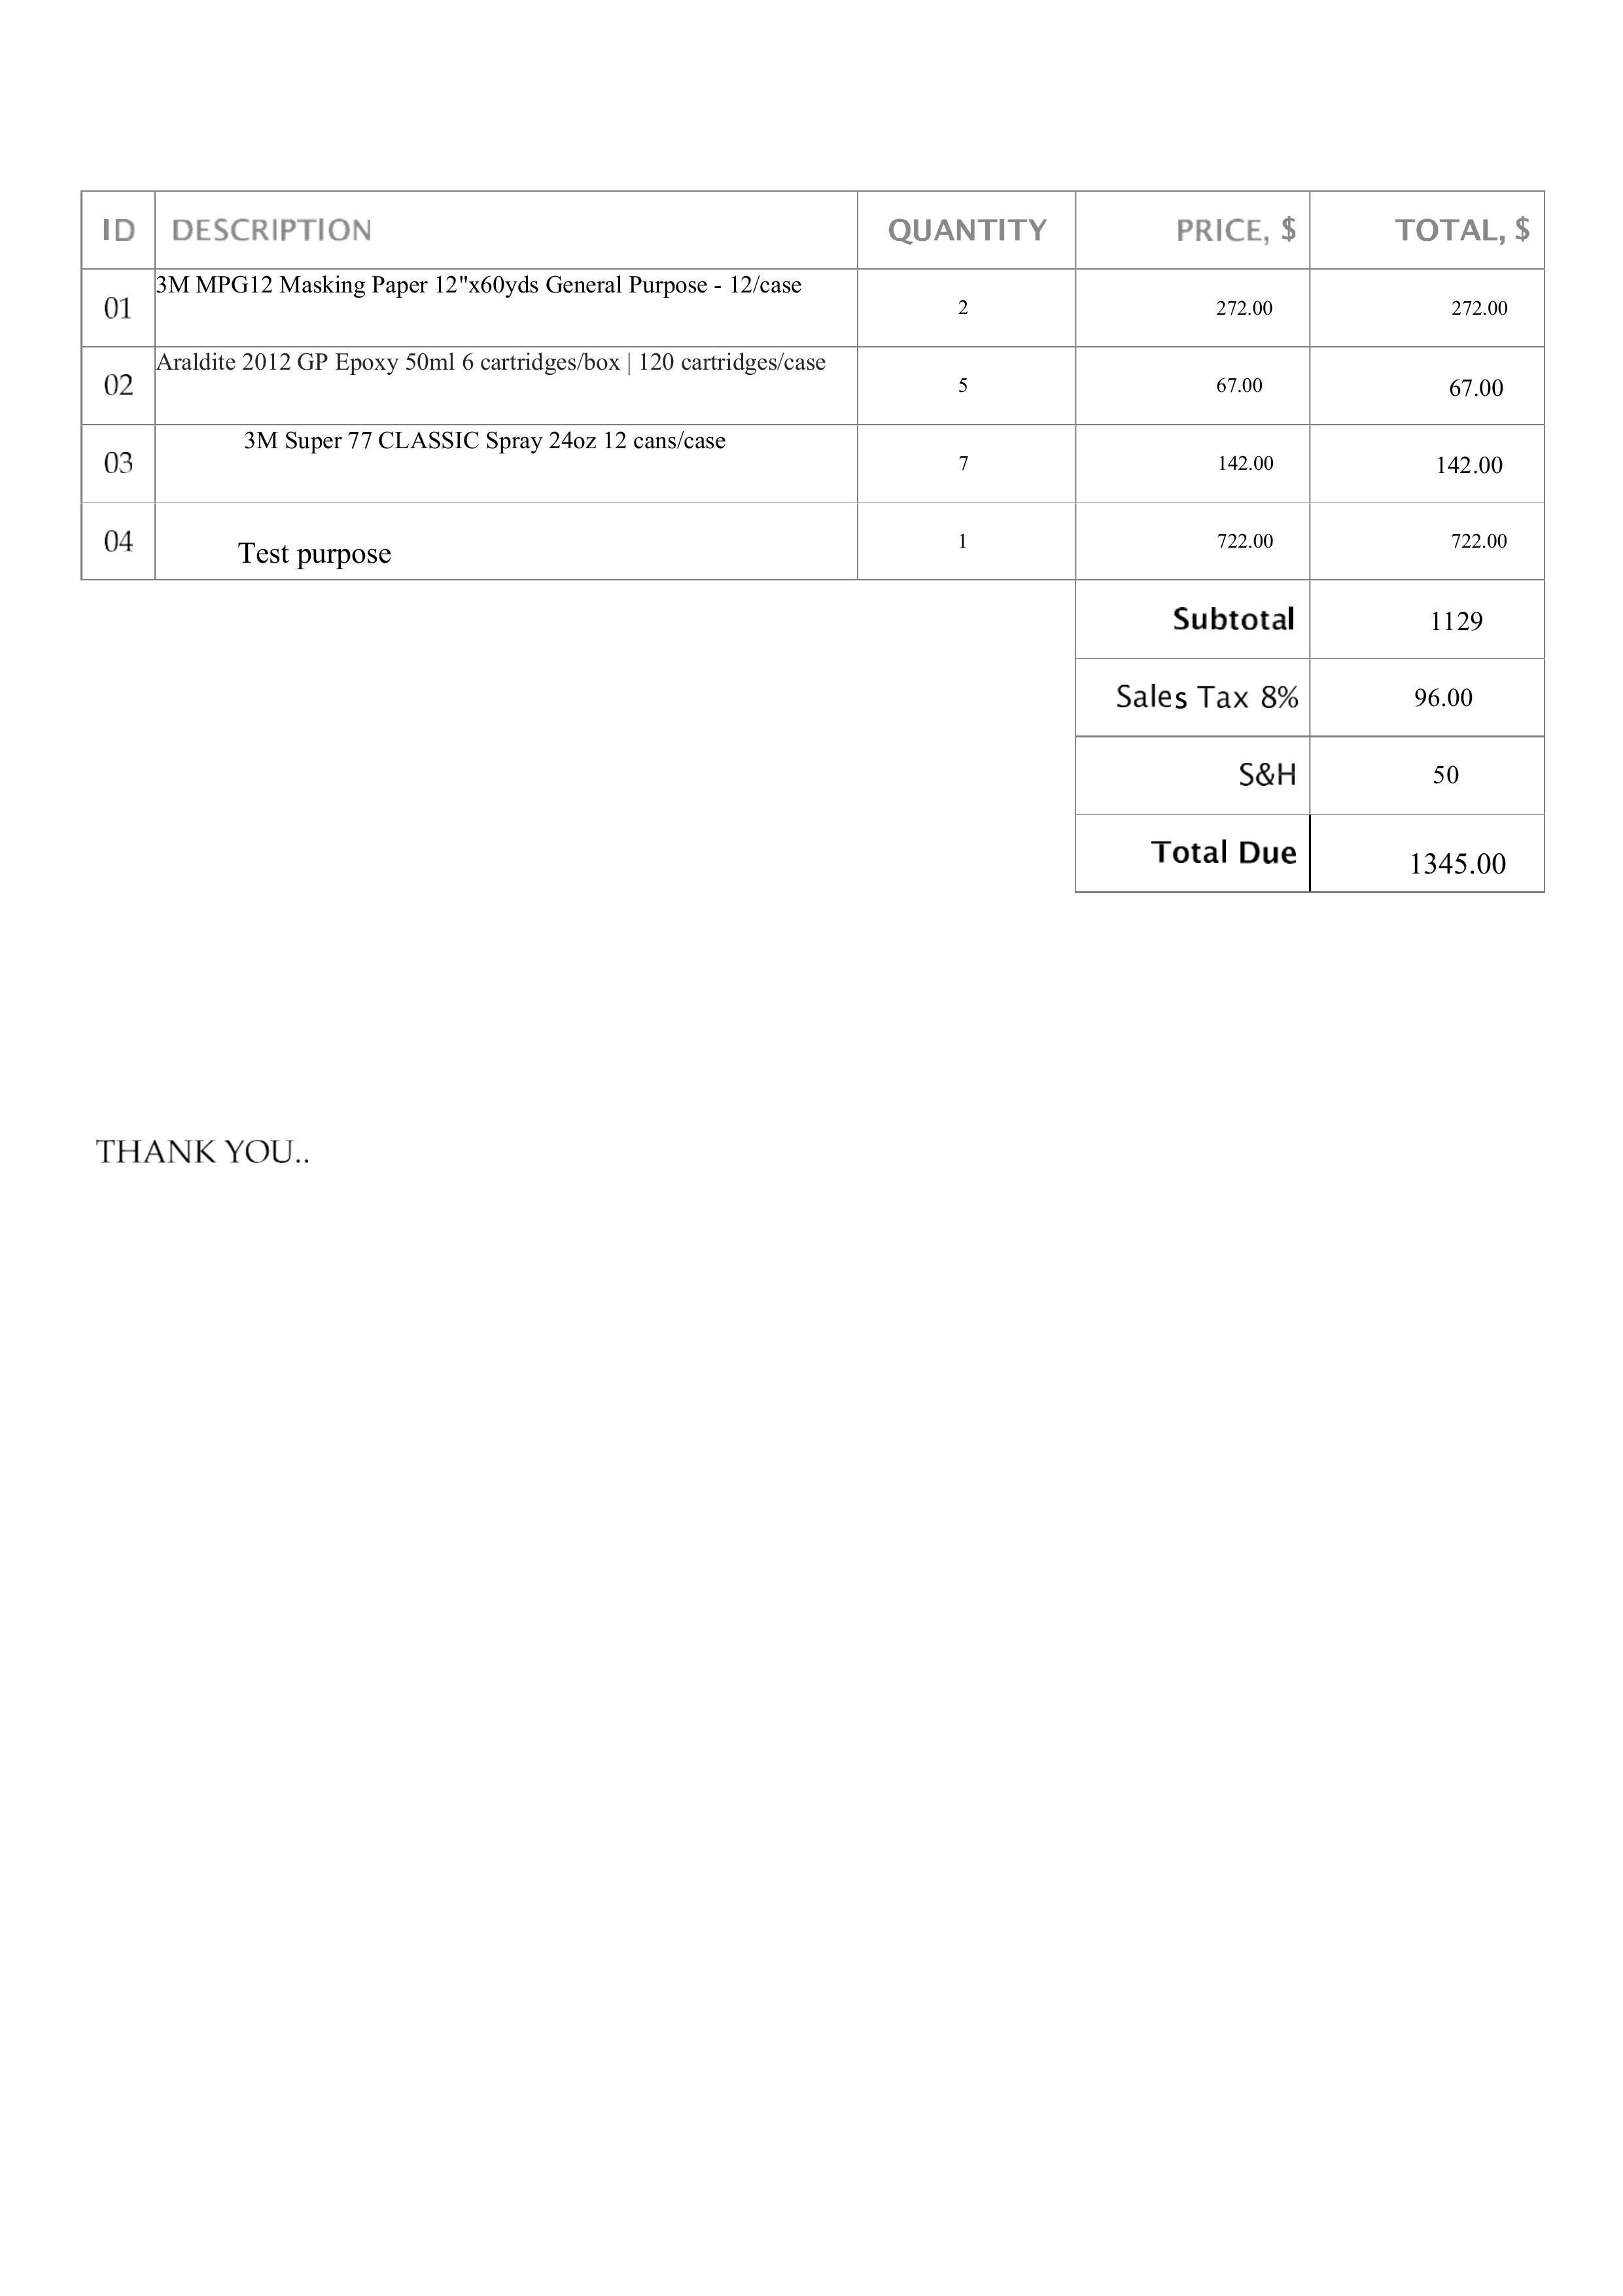 ID DESCRIPTION QUANTITY PRICE, $ TOTAL, $
01 3M MPG12 Masking Paper 12"x60yds General Purpose - 12/case 2 272.00 272.00
02 Araldite 2012 GP Epoxy 50ml 6 cartridges/box | 120 cartridges/case 5 67.00 67.00
03 3M Super 77 CLASSIC Spray 24oz 12 cans/case 7 142.00 142.00
04 Test purpose 1 722.00 722.00
Subtotal 1129
Sales Tax 8% 96.00
S&H 50
Total Due 1345.00
THANK YOU..